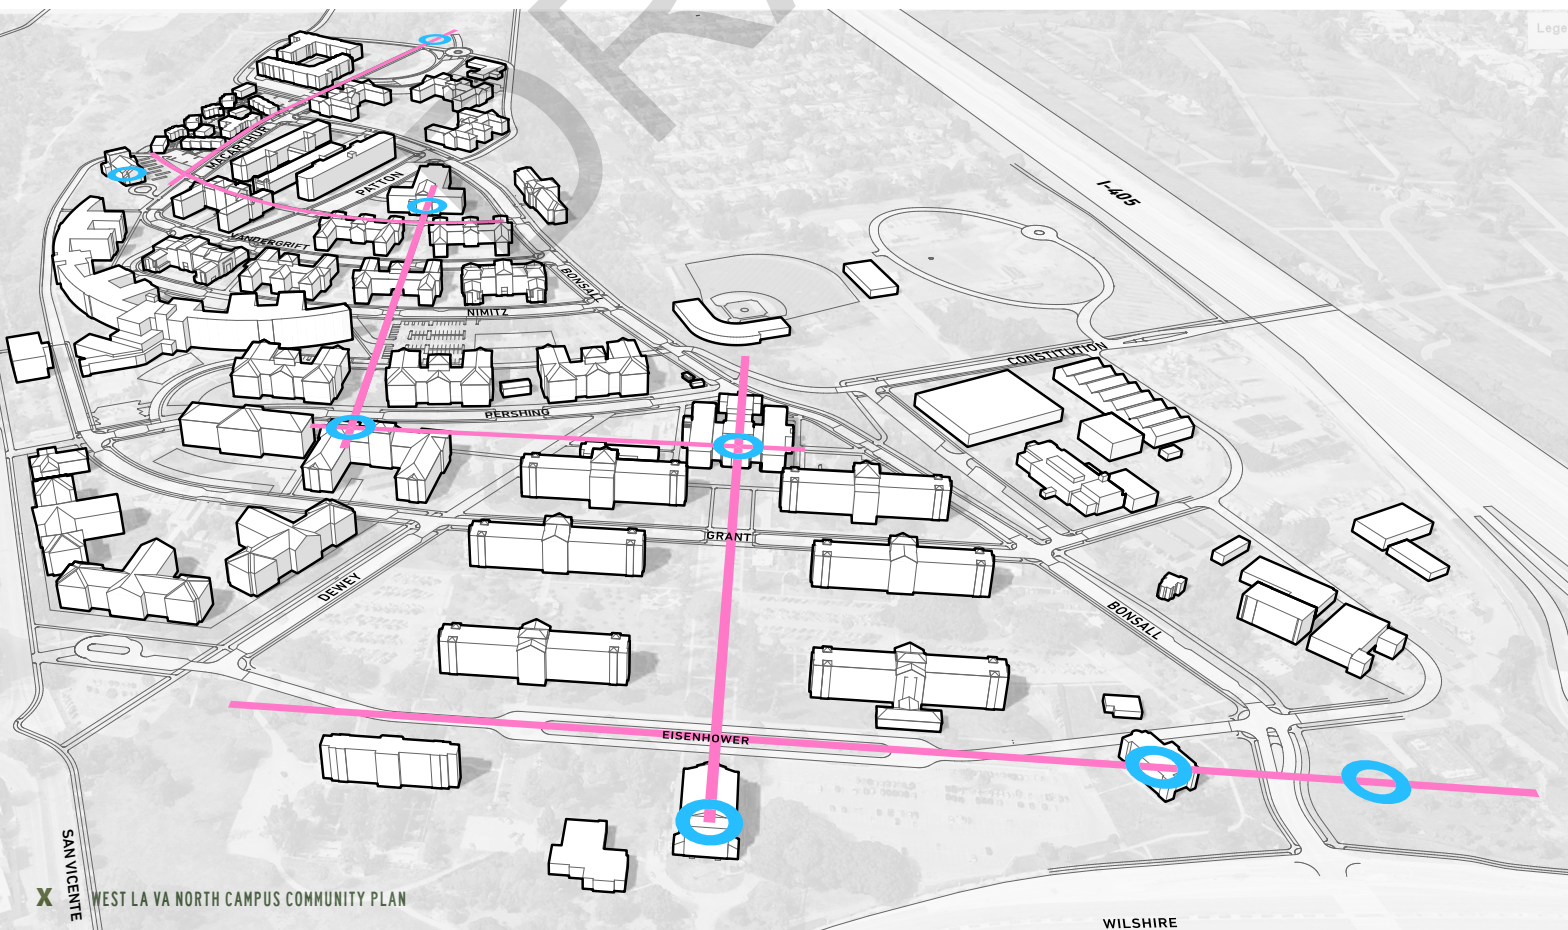 Lege
I-405
MACARTHUR
PATTON
VANDERGRIFT
BONSALL
NIMITZ
CONSTITUTION
PERSHING
GRANT
DEWEY
BONSALL
EISENHOWER
SAN VICENTE
X WEST LA VA NORTH CAMPUS COMMUNITY PLAN
WILSHIRE